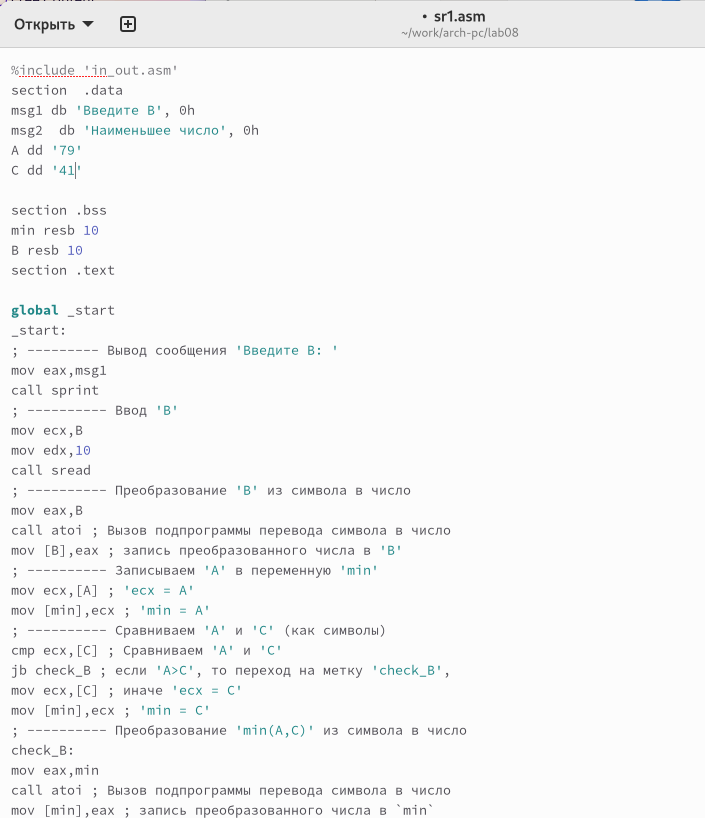 Открыть
• sr1.asm
~/work/arch-pc/lab08
%include 'in_out.asm'
section  .data
msg1 db 'Введите B', 0h
msg2  db 'Наименьшее число', 0h
A dd '79'
C dd '41'
section .bss
min resb 10
B resb 10
section .text
global _start
_start:
; --------- Вывод сообщения 'Введите B: '
mov eax,msg1
call sprint
; ---------- Ввод 'B'
mov ecx,B
mov edx,10
call sread
; ---------- Преобразование 'B' из символа в число
mov eax,B
call atoi ; Вызов подпрограммы перевода символа в число
mov [B],eax ; запись преобразованного числа в 'B'
; ---------- Записываем 'A' в переменную 'min'
mov ecx,[A] ; 'ecx = A'
mov [min],ecx ; 'min = A'
; ---------- Сравниваем 'A' и 'C' (как символы)
cmp ecx,[C] ; Сравниваем 'A' и 'C'
jb check_B ; если 'A>C', то переход на метку 'check_B',
mov ecx,[C] ; иначе 'ecx = C'
mov [min],ecx ; 'min = C'
; ---------- Преобразование 'min(A,C)' из символа в число
check_B:
mov eax,min
call atoi ; Вызов подпрограммы перевода символа в число
mov [min],eax ; запись преобразованного числа в `min`